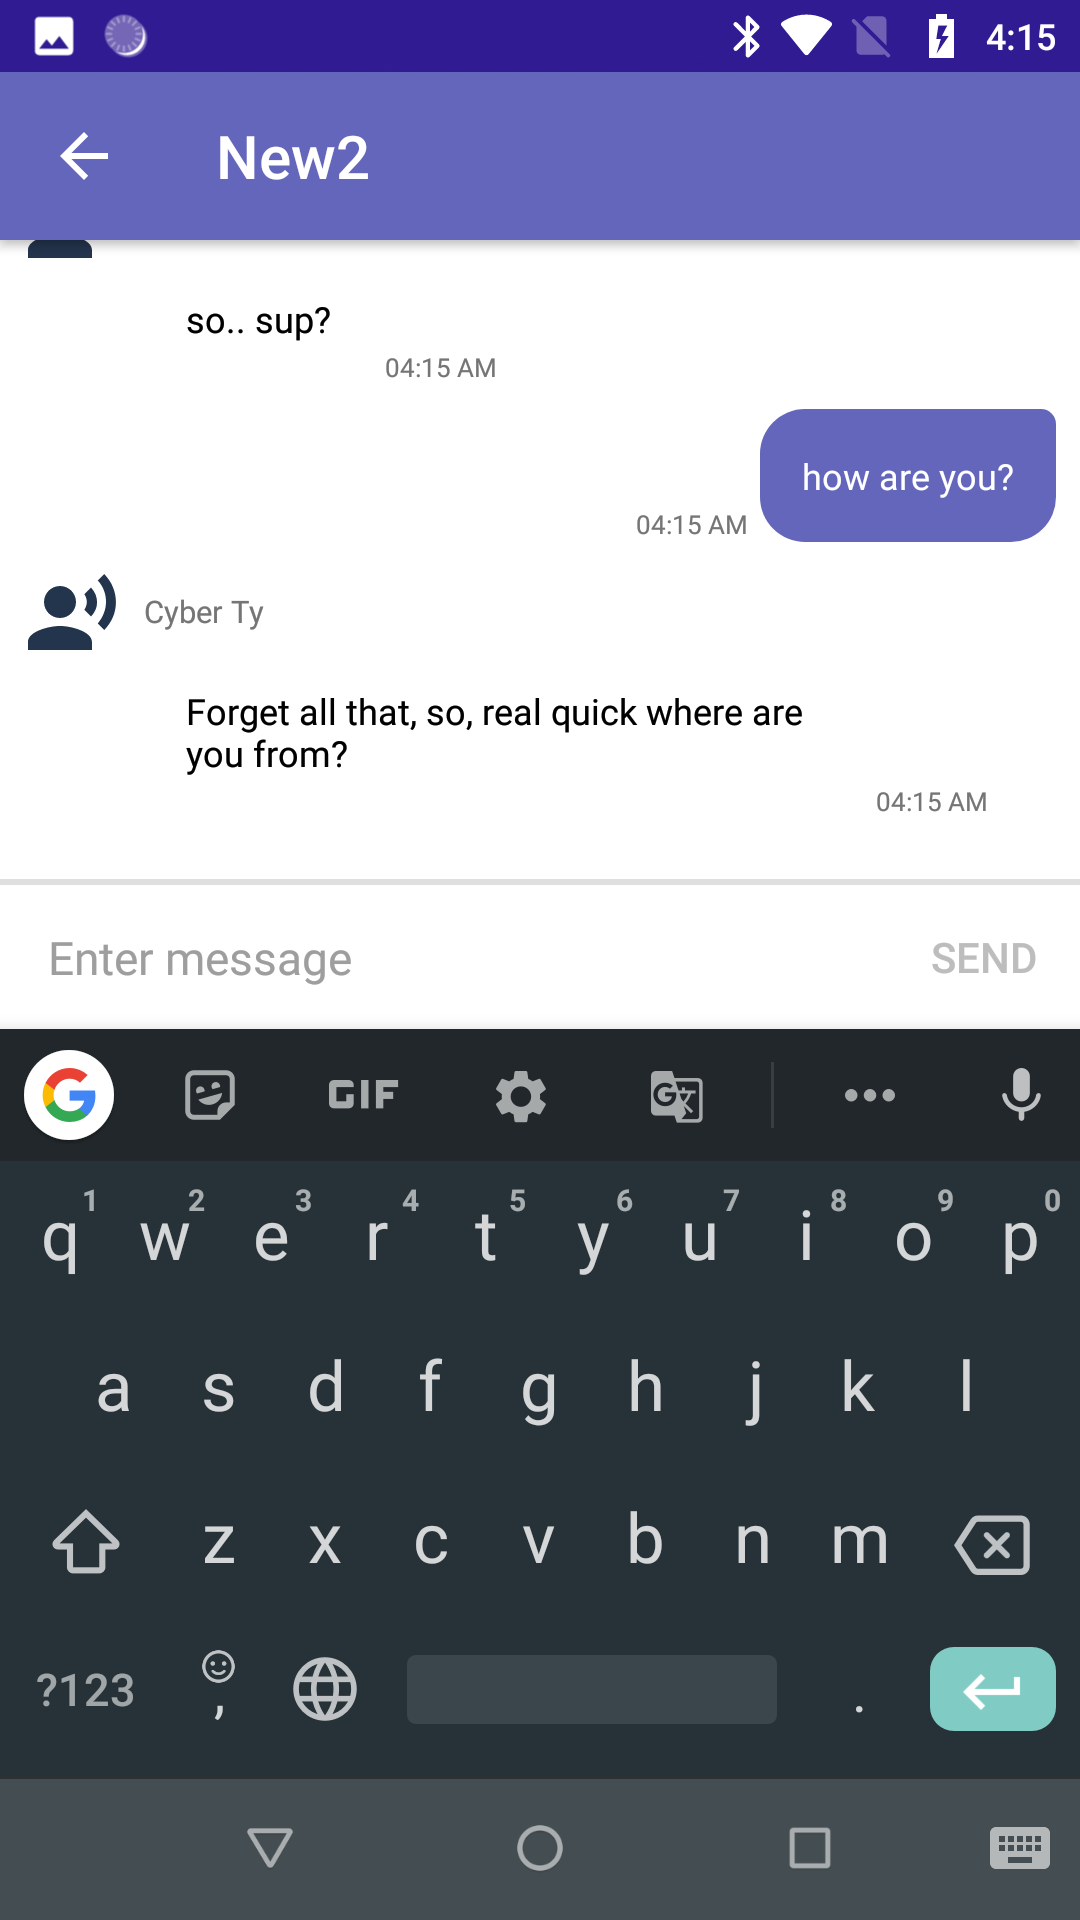 4:15
New2
so.. sup?
04:15 AM
how are you?
04:15 AM
Cyber Ty
Forget all that, so, real quick where are
you from?
04:15 AM
Enter message SEND
G GIF G文
1 2 3 4 5 6 7 8 9 0
q w e r t y u i o p
a s d f g h j k l
z x c v b n m
?123 , .